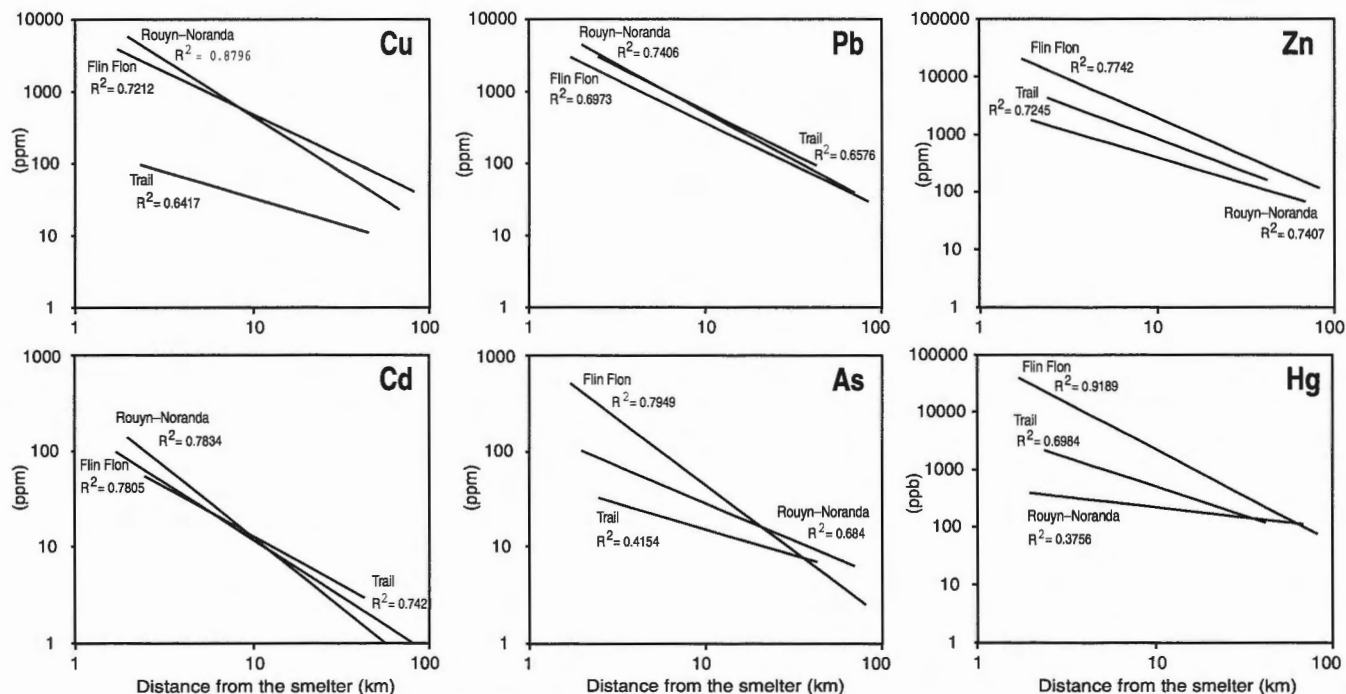 Cu
10000
1000
100
10
1
(ppm)
Rouyn–Noranda
R2 = 0.8796
Flin Flon
R2= 0.7212
Trail
R2= 0.6417
1
10
100
Pb
10000
1000
100
10
1
(ppm)
Rouyn–Noranda
R2= 0.7406
Flin Flon
R2= 0.6973
Trail
R2= 0.6576
1
10
100
Zn
100000
10000
1000
100
10
1
(ppm)
Flin Flon
R2= 0.7742
Trail
R2= 0.7245
Rouyn–Noranda
R2= 0.7407
1
10
100
Cd
1000
100
10
1
(ppm)
Rouyn–Noranda
R2= 0.7834
Flin Flon
R2= 0.7805
Trail
R2= 0.742
1
10
100
Distance from the smelter (km)
As
1000
100
10
1
(ppm)
Flin Flon
R2= 0.7949
Rouyn–Noranda
R2= 0.684
Trail
R2= 0.4154
1
10
100
Distance from the smelter (km)
Hg
100000
10000
1000
100
10
1
(ppb)
Flin Flon
R2= 0.9189
Trail
R2= 0.6984
Rouyn–Noranda
R2= 0.3756
1
10
100
Distance from the smelter (km)